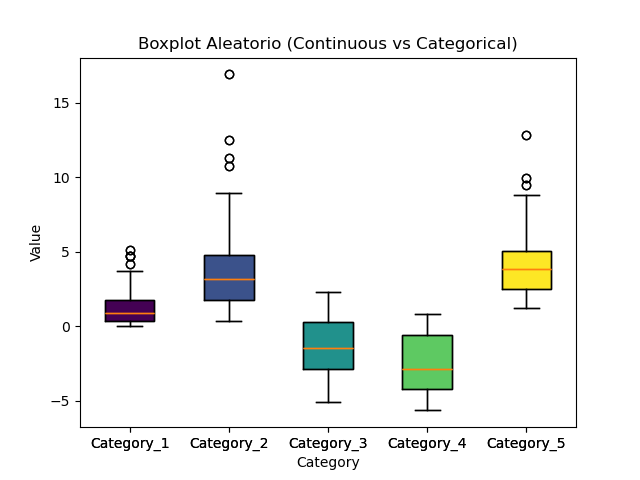 Boxplot Aleatorio (Continuous vs Categorical)
15
10
5
0
−5
Value
Category_1 Category_2 Category_3 Category_4 Category_5
Category